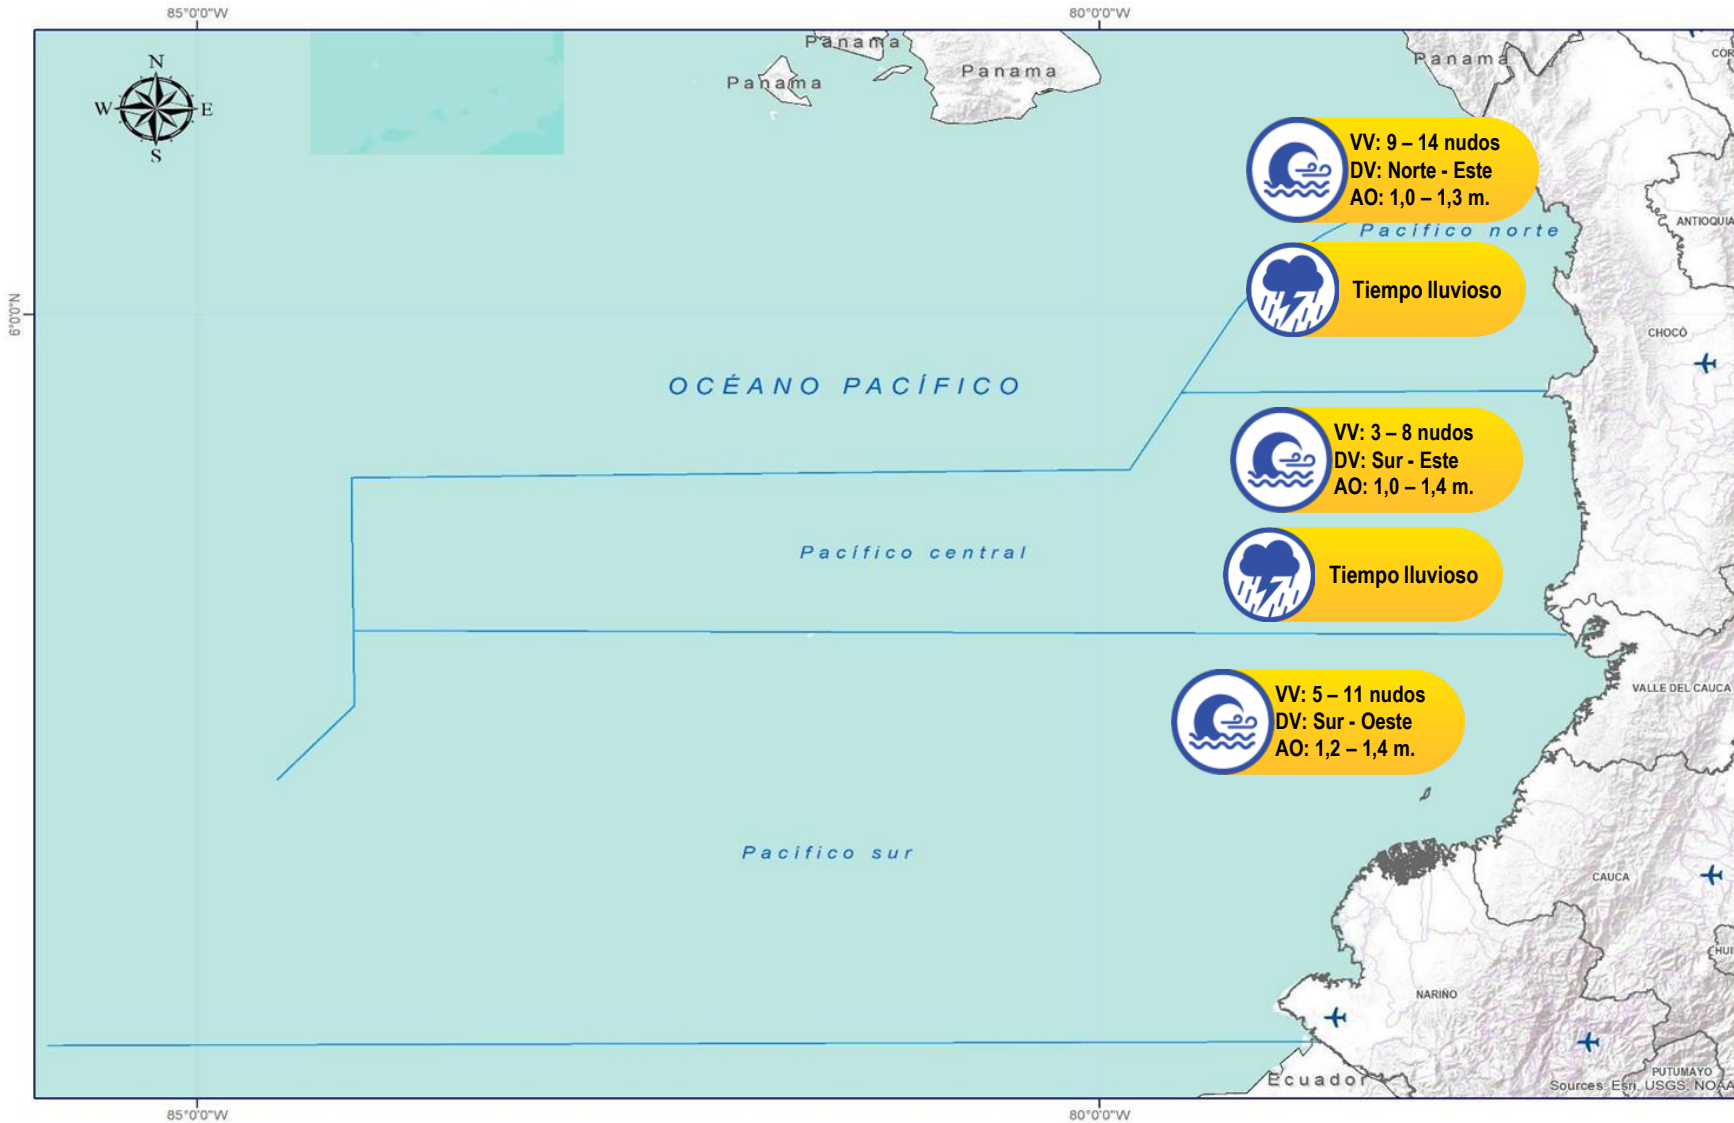 85°0'0"W
80°0'0"W
N
W
E
S
Panama
Panama
Panama
Panama
VV: 9 – 14 nudos
DV: Norte - Este
AO: 1,0 – 1,3 m.
Pacífico norte
ANTIOQUIA
Tiempo lluvioso
6°0'0"N
CHOCÓ
OCÉANO PACÍFICO
VV: 3 – 8 nudos
DV: Sur - Este
AO: 1,0 – 1,4 m.
Pacífico central
Tiempo lluvioso
VALLE DEL CAUCA
VV: 5 – 11 nudos
DV: Sur - Oeste
AO: 1,2 – 1,4 m.
Pacífico sur
CAUCA
HUI
NARIÑO
Ecuador
PUTUMAYO
Sources: Esri, USGS, NOAA
85°0'0"W
80°0'0"W